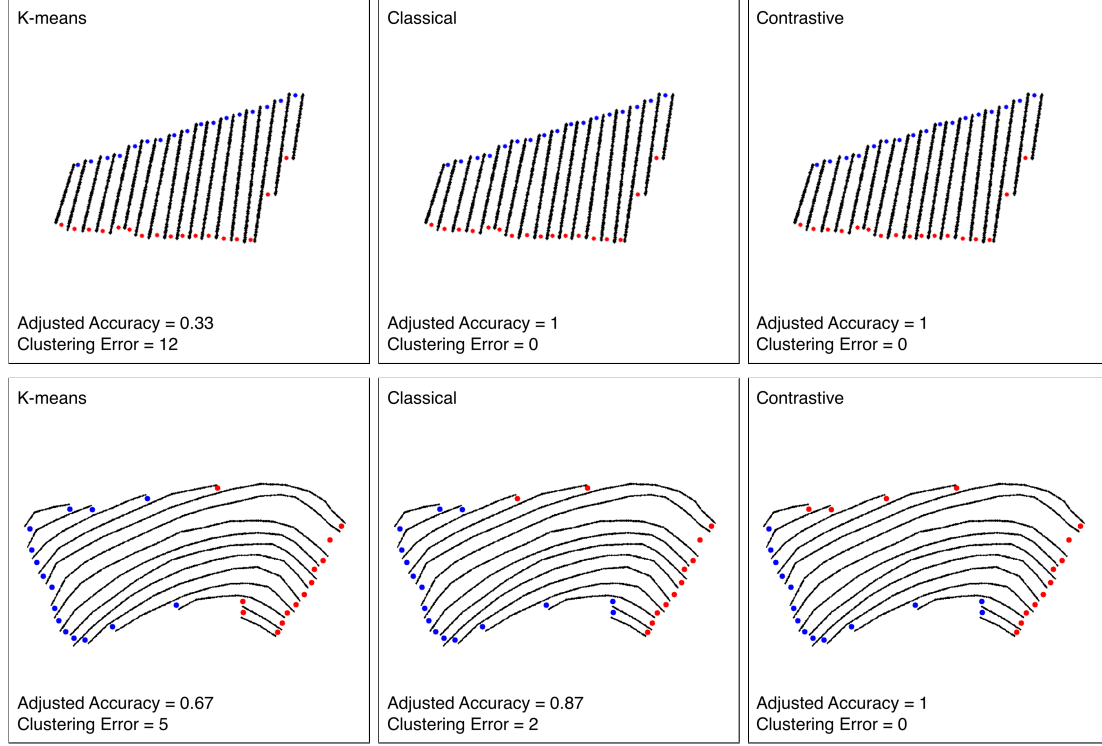 K-means
Adjusted Accuracy = 0.33
Clustering Error = 12
Classical
Adjusted Accuracy = 1
Clustering Error = 0
Contrastive
Adjusted Accuracy = 1
Clustering Error = 0
K-means
Adjusted Accuracy = 0.67
Clustering Error = 5
Classical
Adjusted Accuracy = 0.87
Clustering Error = 2
Contrastive
Adjusted Accuracy = 1
Clustering Error = 0